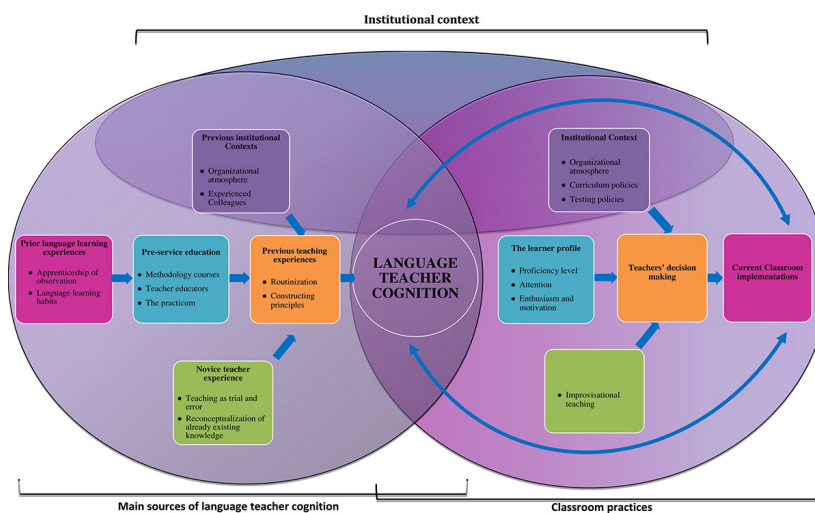 Institutional context
Previous institutional
Contexts
Organizational
atmosphere
Experienced
Colleagues
Institutional Context
Organizational
atmosphere
Curriculum policies
Testing policies
Prior language learning
experiences
Apprenticeship of
observation
Language learning
habits
Pre-service education
Methodology courses
Teacher educators
The practicum
Previous teaching
experiences
Routinization
Constructing
principles
LANGUAGE
TEACHER
COGNITION
The learner profile
Proficiency level
Attention
Enthusiasm and
motivation
Teachers' decision
making
Current Classroom
implementations
Novice teacher
experience
Teaching as trial and
error
Reconceptualization of
already existing
knowledge
Improvisational
teaching
Main sources of language teacher cognition
Classroom practices